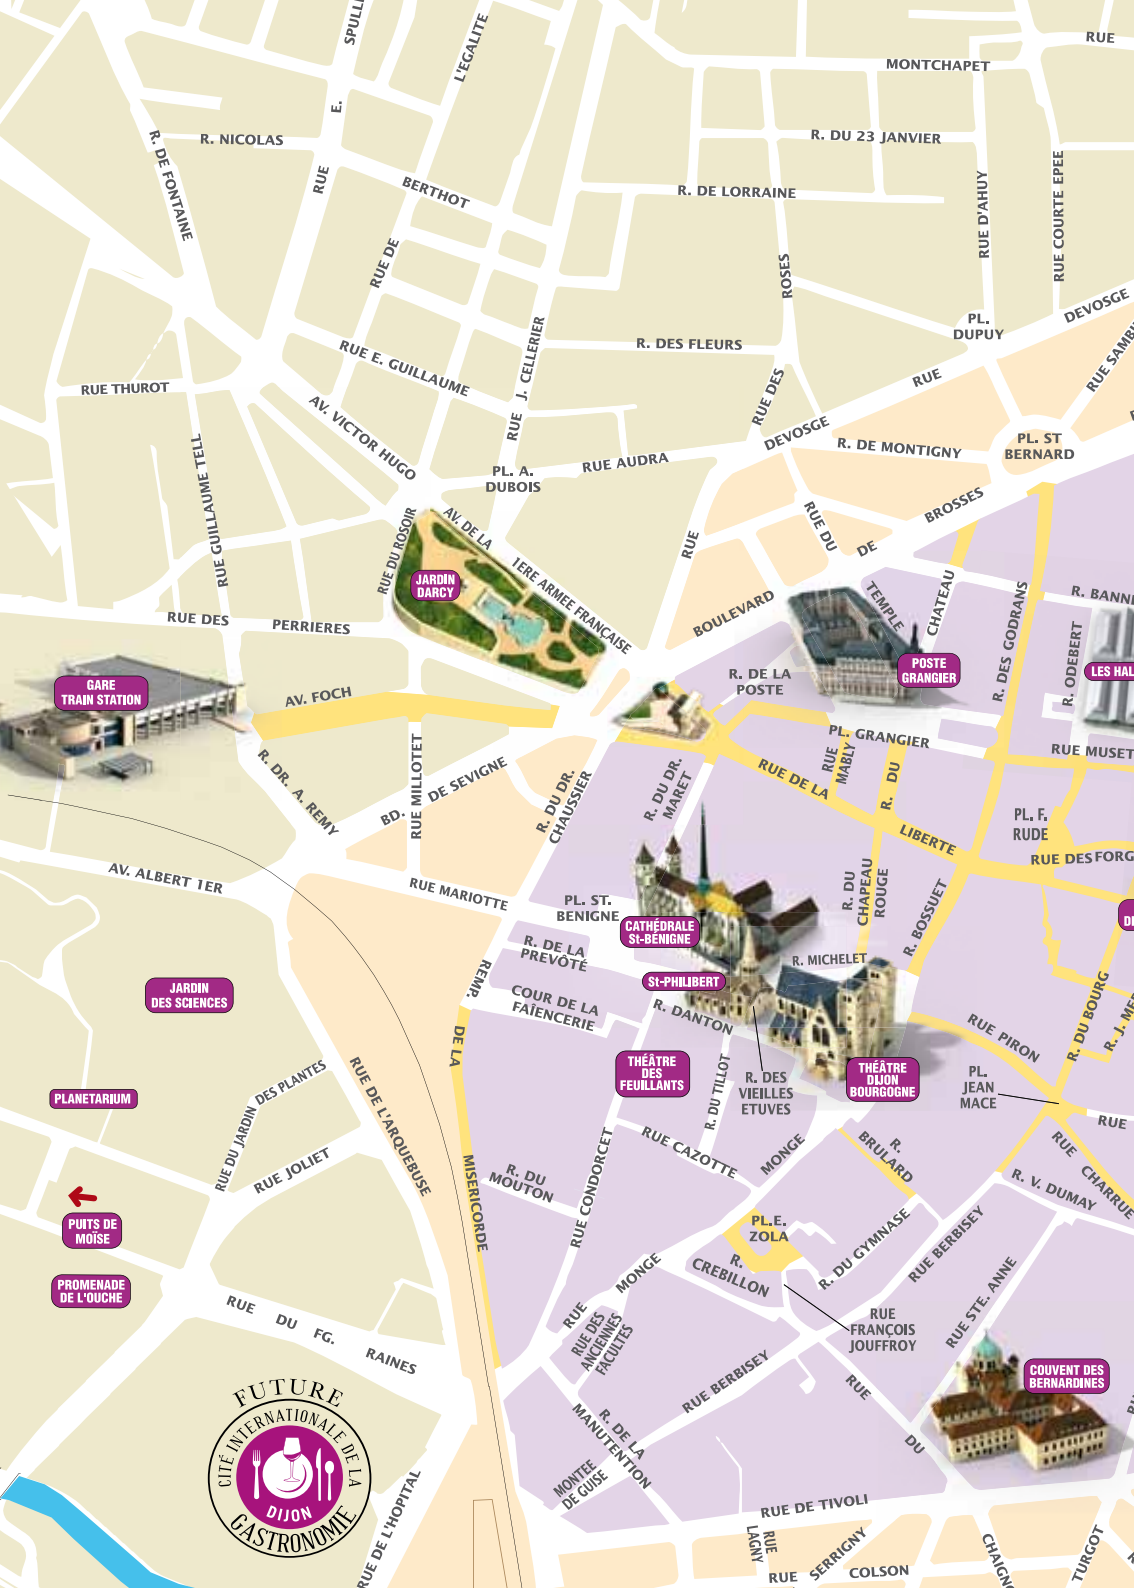 SPULL
L'EGALITE
RUE
MONTCHAPET
E.
R. NICOLAS
R. DE FONTAINE
R. DU 23 JANVIER
RUE
BERTHOT
R. DE LORRAINE
RUE D'AHUY
RUE COURTE EPEE
RUE DE
ROSES
DEVOSGE
PL.
DUPUY
RUE SAMBU
RUE E. GUILLAUME
RUE J. CELLERIER
R. DES FLEURS
RUE THUROT
AV. VICTOR HUGO
RUE DES
RUE
DEVOSGE
R. DE MONTIGNY
PL. ST
BERNARD
RUE GUILLAUME TELL
PL. A.
DUBOIS
RUE AUDRA
BROSSES
RUE DU ROSOIR
AV. DE LA
1ERE ARMEE FRANÇAISE
RUE
RUE DU
DE
JARDIN
DARCY
BOULEVARD
TEMPLE
CHATEAU
R. DES GODRANS
R. BANNE
R. ODEBERT
RUE DES
PERRIERES
POSTE
GRANGIER
LES HAL
GARE
TRAIN STATION
AV. FOCH
R. DE LA
POSTE
PL. GRANGIER
RUE MUSET
R. DR. A. REMY
RUE MILLOTET
BD.
DE SEVIGNE
R. DU DR.
CHAUSSIER
R. DU DR.
MARET
RUE DE LA
RUE
MABLY
R. DU
LIBERTE
PL. F.
RUDE
RUE DES FORG
AV. ALBERT 1ER
RUE MARIOTTE
PL. ST.
BENIGNE
R. DU
CHAPEAU
ROUGE
R. BOSSUET
DE
CATHÉDRALE
St-BÉNIGNE
R. DE LA
PREVÔTÉ
R. MICHELET
REMP.
St-PHILIBERT
JARDIN
DES SCIENCES
COUR DE LA
FAÏENCERIE
R. DANTON
RUE PIRON
R. DU BOURG
R. J. MER
DE LA
THÉÂTRE
DES
FEUILLANTS
R. DU TILLOT
R. DES
VIEILLES
ETUVES
THÉÂTRE
DIJON
BOURGOGNE
PL.
JEAN
MACE
PLANETARIUM
RUE DU JARDIN DES PLANTES
RUE DE L'ARQUEBUSE
RUE
RUE CAZOTTE
MONGE
R.
BRULARD
RUE
CHARRUE
RUE JOLIET
MISERICORDE
R. DU
MOUTON
RUE CONDORCET
R. V. DUMAY
PUITS DE
MOÏSE
PL.E.
ZOLA
R. DU GYMNASE
RUE BERBISEY
R.
CREBILLON
PROMENADE
DE L'OUCHE
MONGE
RUE
RUE STE. ANNE
RUE
FRANÇOIS
JOUFFROY
RUE DU FG. RAINES
RUE DES
ANCIENNES
FACULTES
COUVENT DES
BERNARDINES
RUE BERBISEY
RUE
DU
FUTURE
CITÉ INTERNATIONALE DE LA
GASTRONOMIE
DIJON
R. DE LA
MANUTENTION
MONTEE
DE GUISE
RUE DE TIVOLI
RUE DE L'HOPITAL
RUE
LAGNY
SERRIGNY
RUE
COLSON
CHAIGN
TURGOT